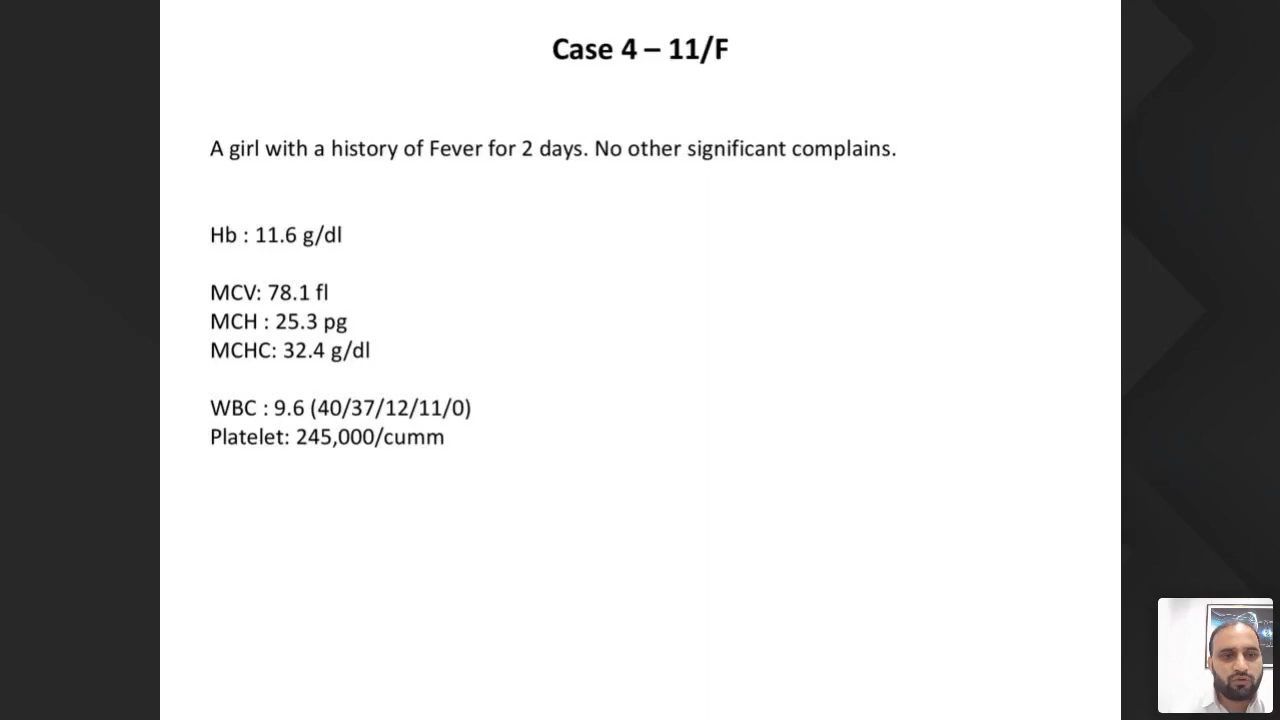 Case 4 – 11/F
A girl with a history of Fever for 2 days. No other significant complains.
Hb : 11.6 g/dl
MCV: 78.1 fl
MCH : 25.3 pg
MCHC: 32.4 g/dl
WBC : 9.6 (40/37/12/11/0)
Platelet: 245,000/cumm